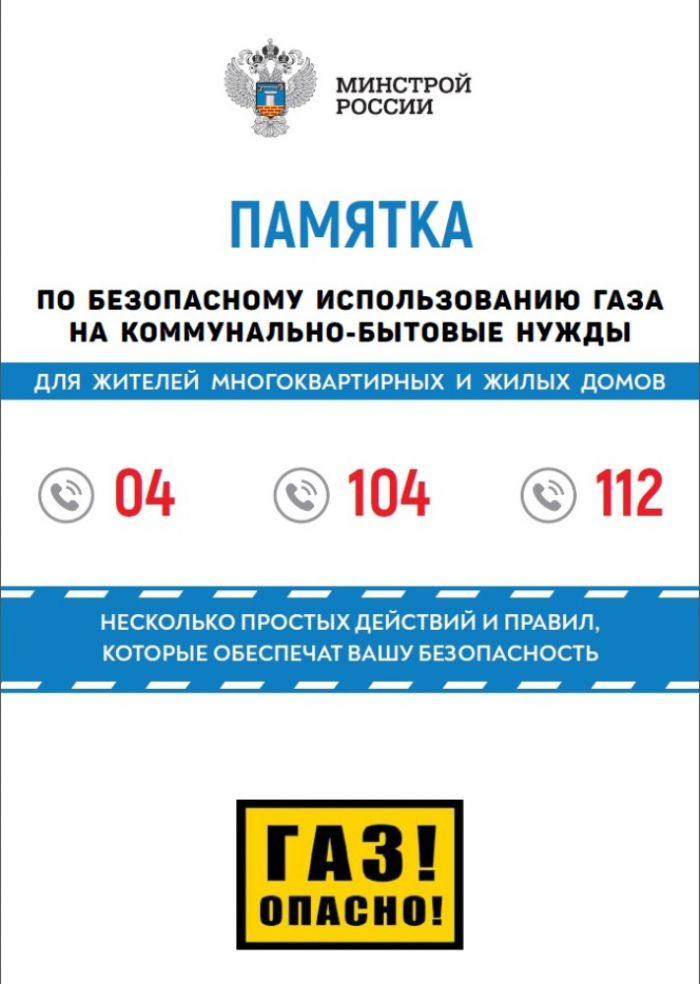 МИНСТРОЙ
РОССИИ
ПАМЯТКА
ПО БЕЗОПАСНОМУ ИСПОЛЬЗОВАНИЮ ГАЗА
НА КОММУНАЛЬНО-БЫТОВЫЕ НУЖДЫ
ДЛЯ ЖИТЕЛЕЙ МНОГОКВАРТИРНЫХ И ЖИЛЫХ ДОМОВ
04 104 112
НЕСКОЛЬКО ПРОСТЫХ ДЕЙСТВИЙ И ПРАВИЛ,
КОТОРЫЕ ОБЕСПЕЧАТ ВАШУ БЕЗОПАСНОСТЬ
ГАЗ!
ОПАСНО!